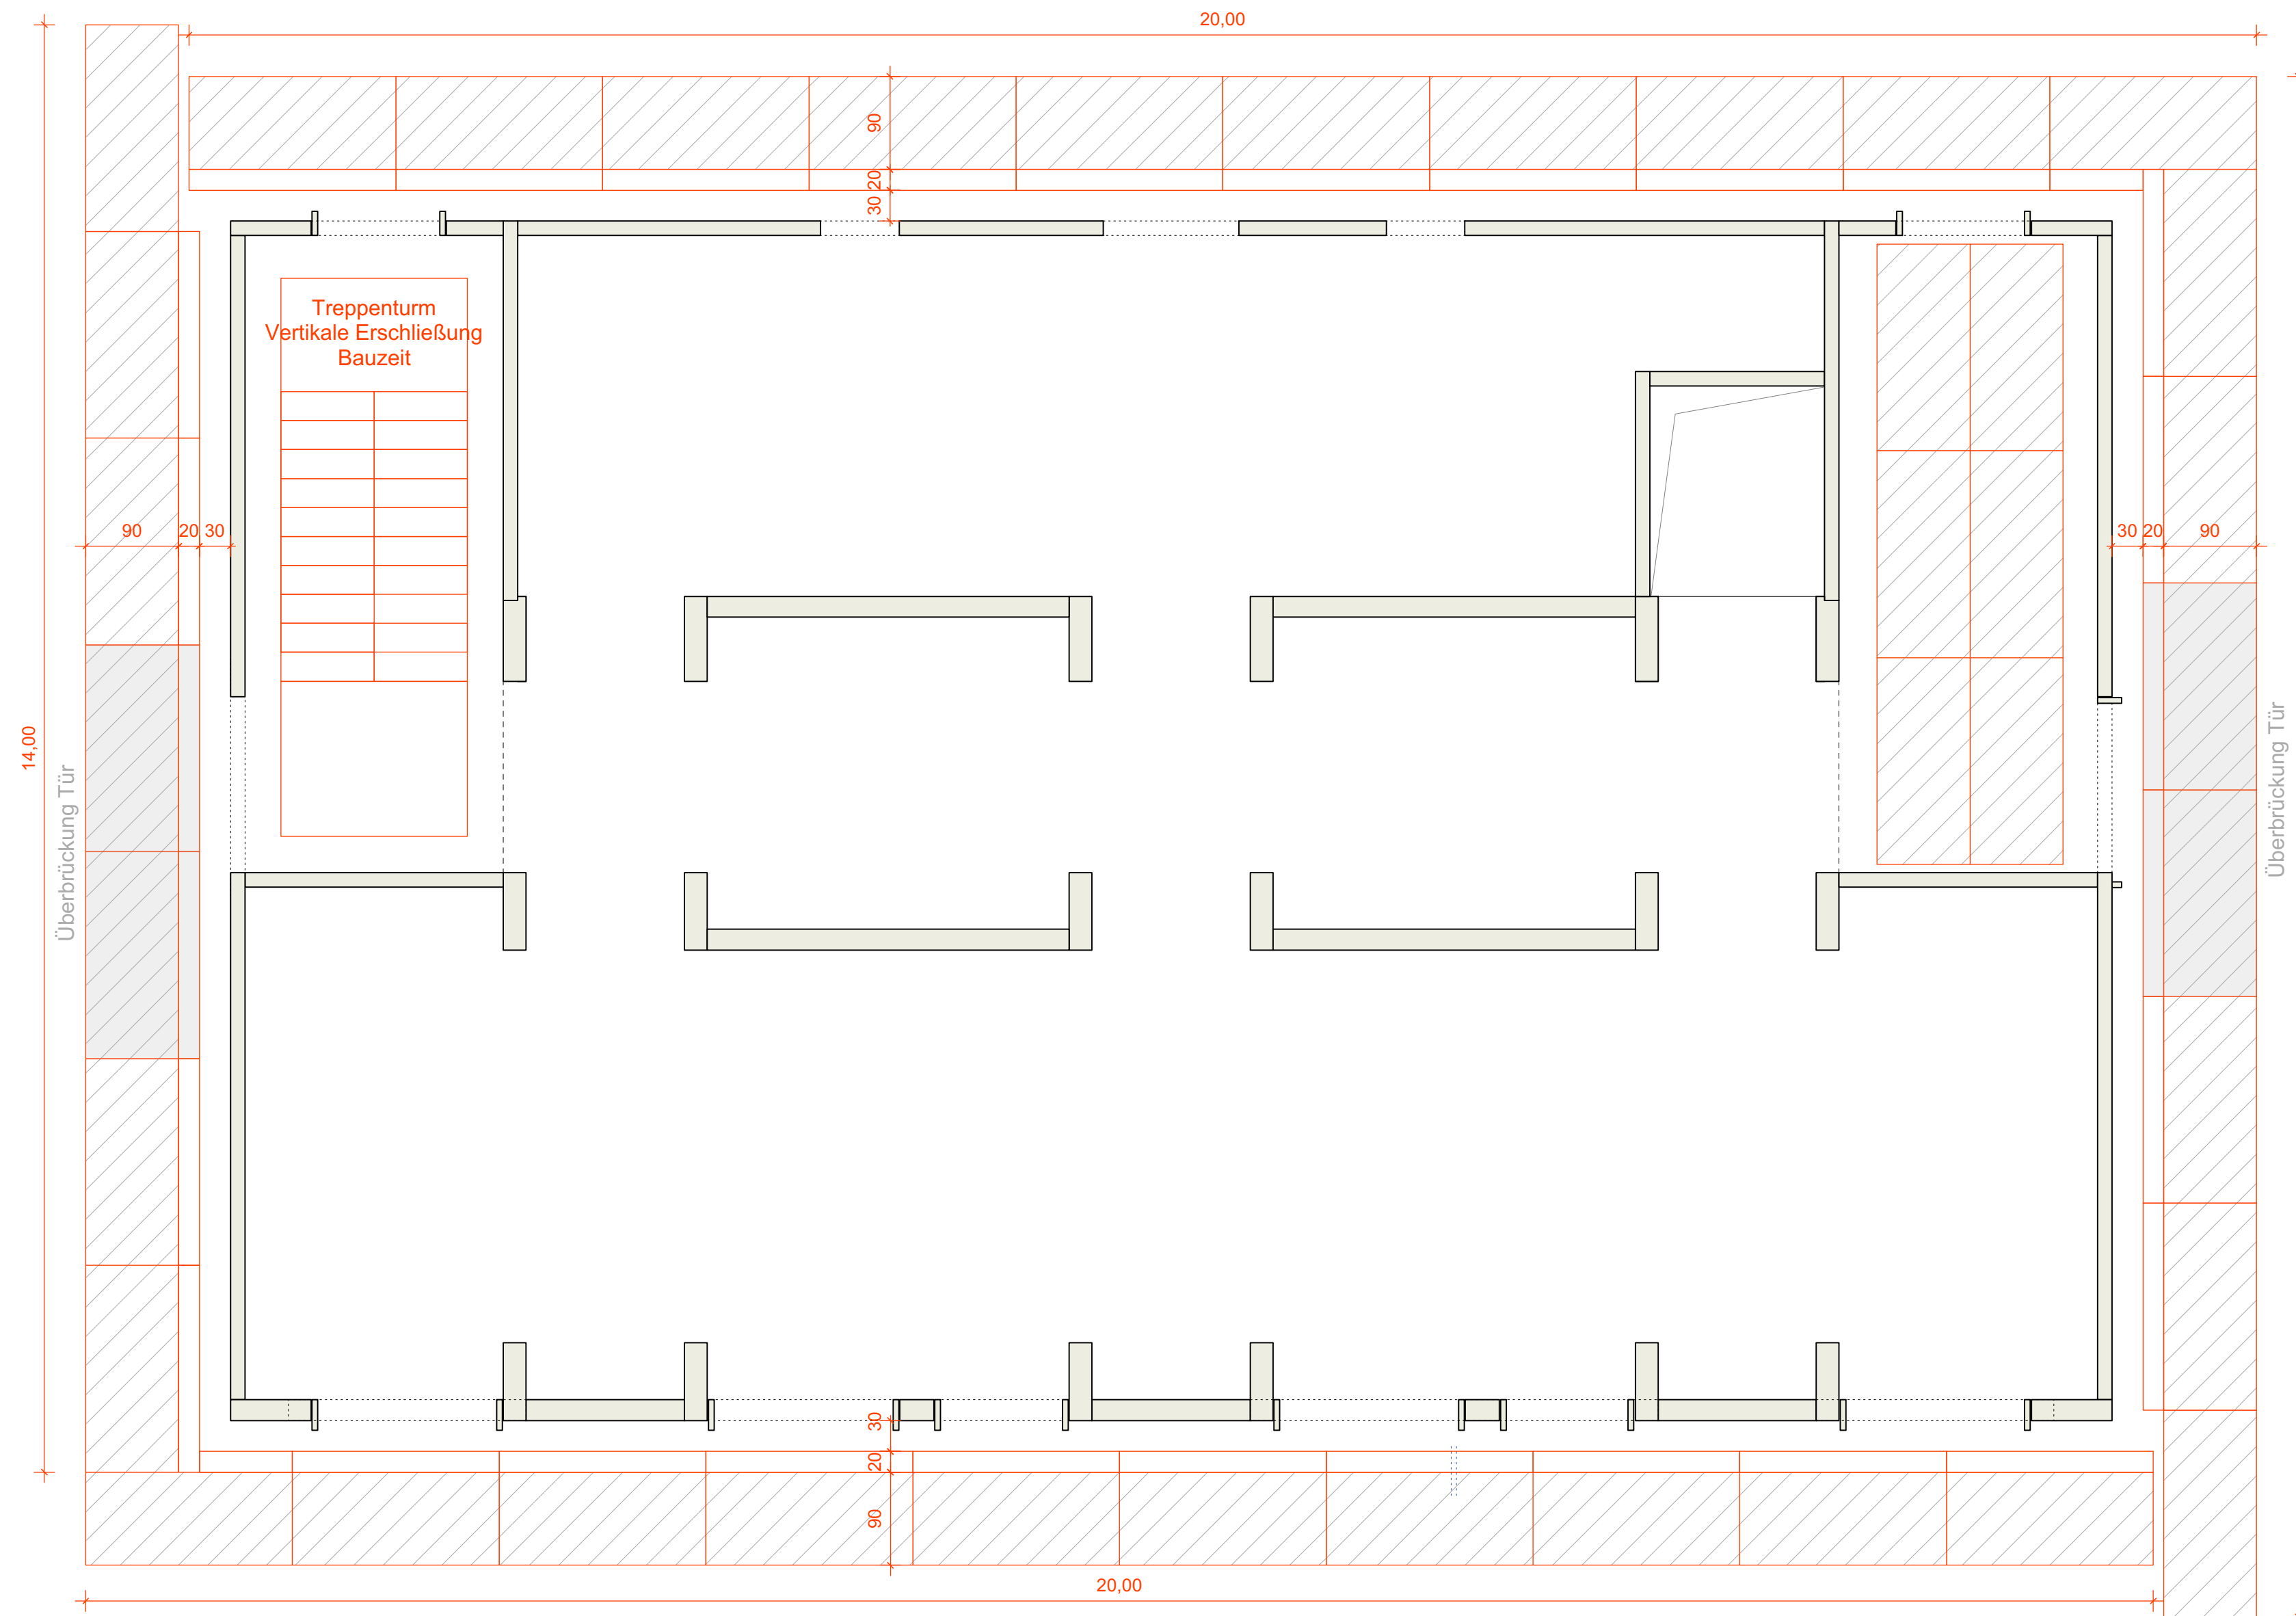 20,00
90
20
30
Treppenturm
Vertikale Erschließung
Bauzeit
90 20 30
30 20 90
14,00
Überbrückung Tür
Überbrückung Tür
30
20
90
20,00